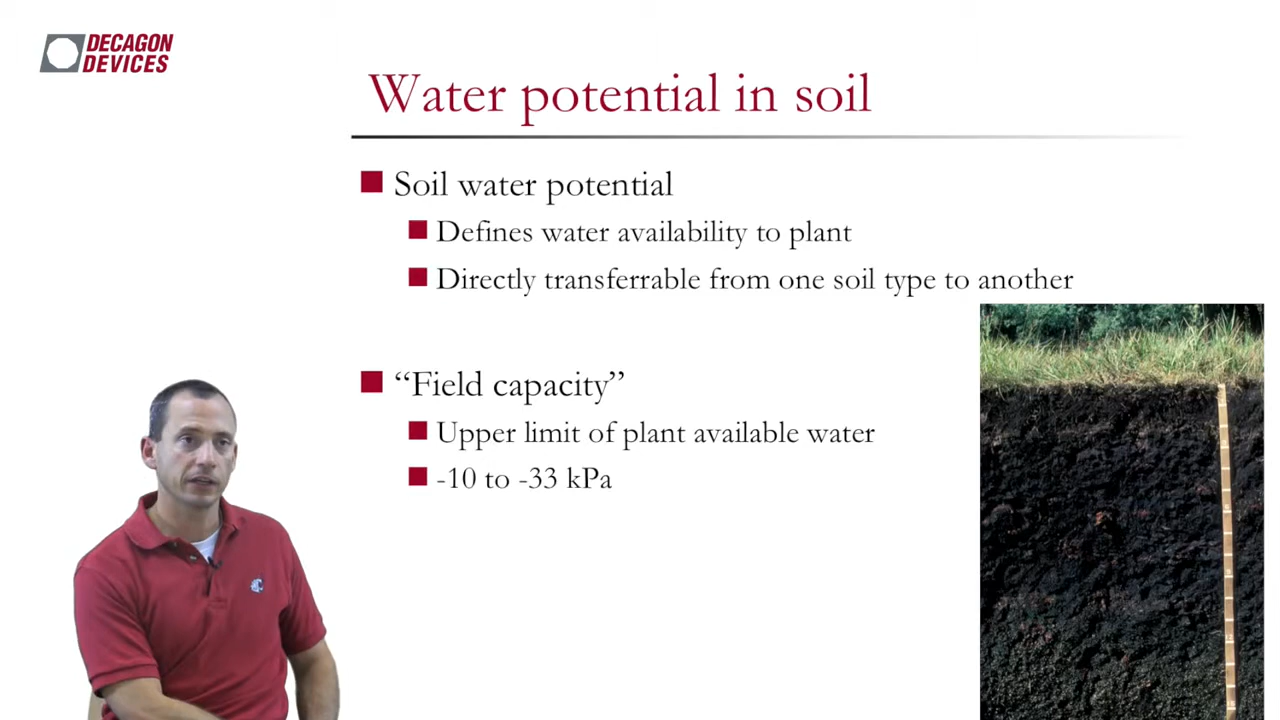 DECAGON
DEVICES
Water potential in soil
Soil water potential
Defines water availability to plant
Directly transferrable from one soil type to another
“Field capacity”
Upper limit of plant available water
-10 to -33 kPa